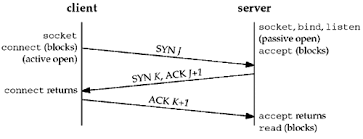 client
server
socket
connect (blocks)
(active open)
socket, bind, listen
(passive open)
accept (blocks)
SYN J
SYN K, ACK J+1
connect returns
ACK K+1
accept returns
read (blocks)